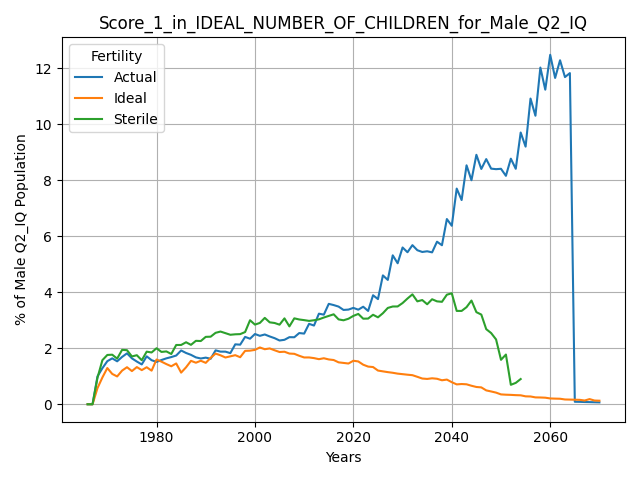 Score_1_in_IDEAL_NUMBER_OF_CHILDREN_for_Male_Q2_IQ
Fertility
Actual
Ideal
Sterile
% of Male Q2_IQ Population
12
10
8
6
4
2
0
1980
2000
2020
2040
2060
Years